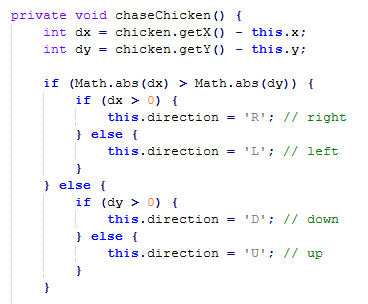 private void chaseChicken() {
    int dx = chicken.getX() - this.x;
    int dy = chicken.getY() - this.y;

    if (Math.abs(dx) > Math.abs(dy)) {
        if (dx > 0) {
            this.direction = 'R'; // right
        } else {
            this.direction = 'L'; // left
        }
    } else {
        if (dy > 0) {
            this.direction = 'D'; // down
        } else {
            this.direction = 'U'; // up
        }
    }